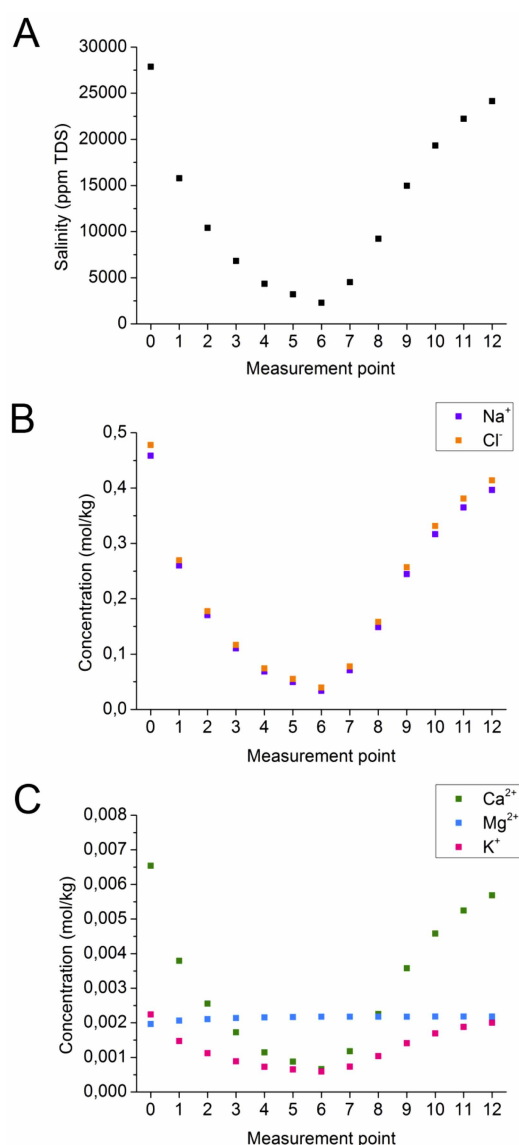 A
30000
25000
20000
15000
10000
5000
0
Salinity (ppm TDS)
0 1 2 3 4 5 6 7 8 9 10 11 12
Measurement point
B
Na+
Cl-
0,5
0,4
0,3
0,2
0,1
0,0
Concentration (mol/kg)
0 1 2 3 4 5 6 7 8 9 10 11 12
Measurement point
C
Ca2+
Mg2+
K+
0,008
0,007
0,006
0,005
0,004
0,003
0,002
0,001
0,000
Concentration (mol/kg)
0 1 2 3 4 5 6 7 8 9 10 11 12
Measurement point